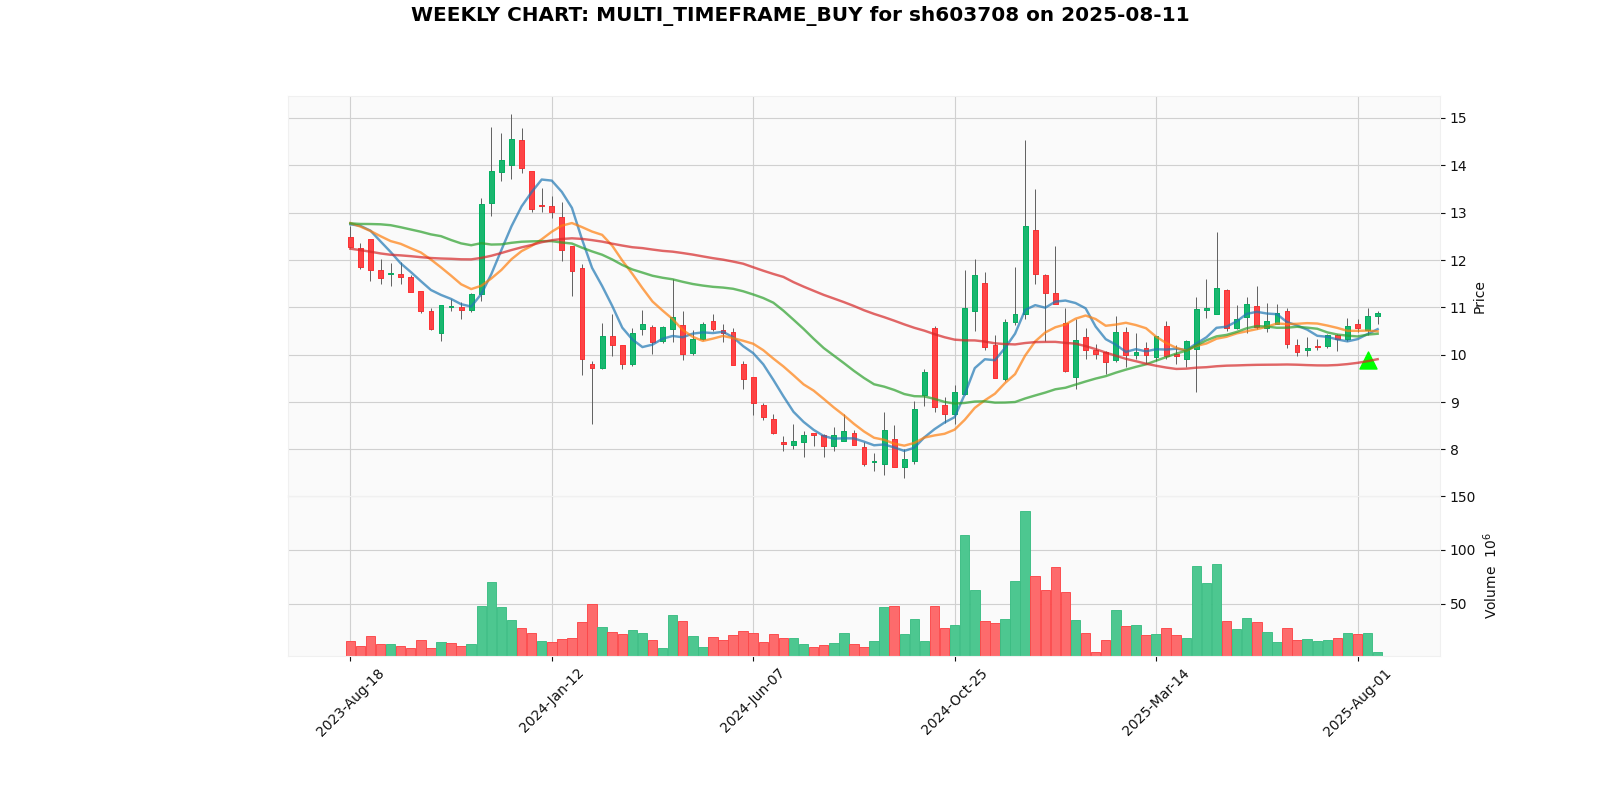 WEEKLY CHART: MULTI_TIMEFRAME_BUY for sh603708 on 2025-08-11
15
14
13
12
11
10
9
8
Price
150
100
50
Volume 10⁶
2023-Aug-18
2024-Jan-12
2024-Jun-07
2024-Oct-25
2025-Mar-14
2025-Aug-01